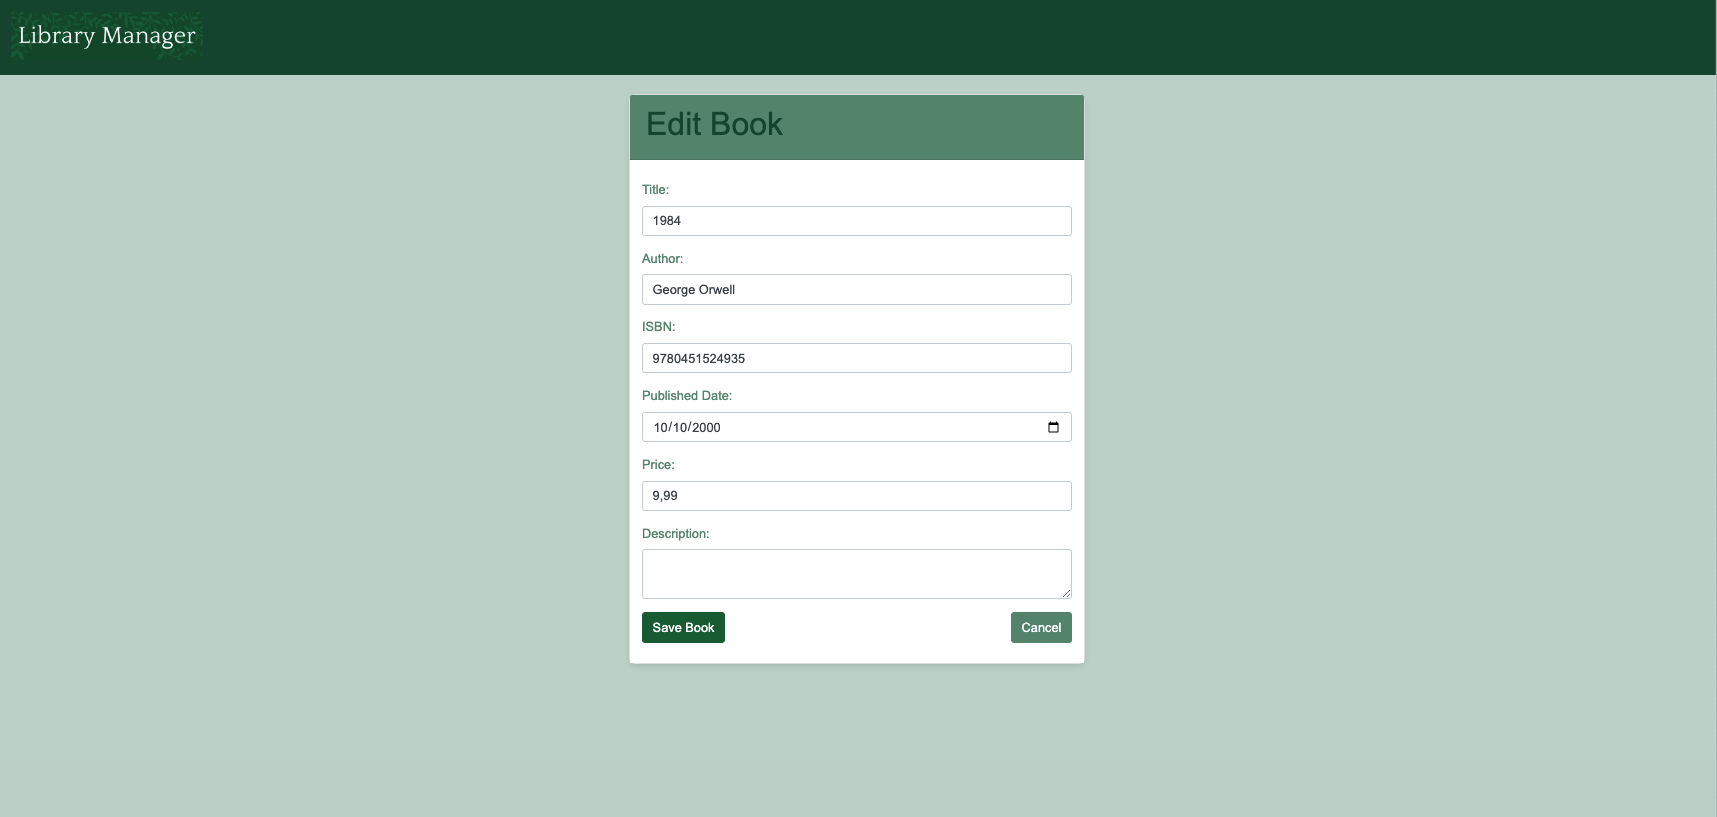 Library Manager
Edit Book
Title:
1984
Author:
George Orwell
ISBN:
9780451524935
Published Date:
10/10/2000
Price:
9,99
Description:
Save Book
Cancel